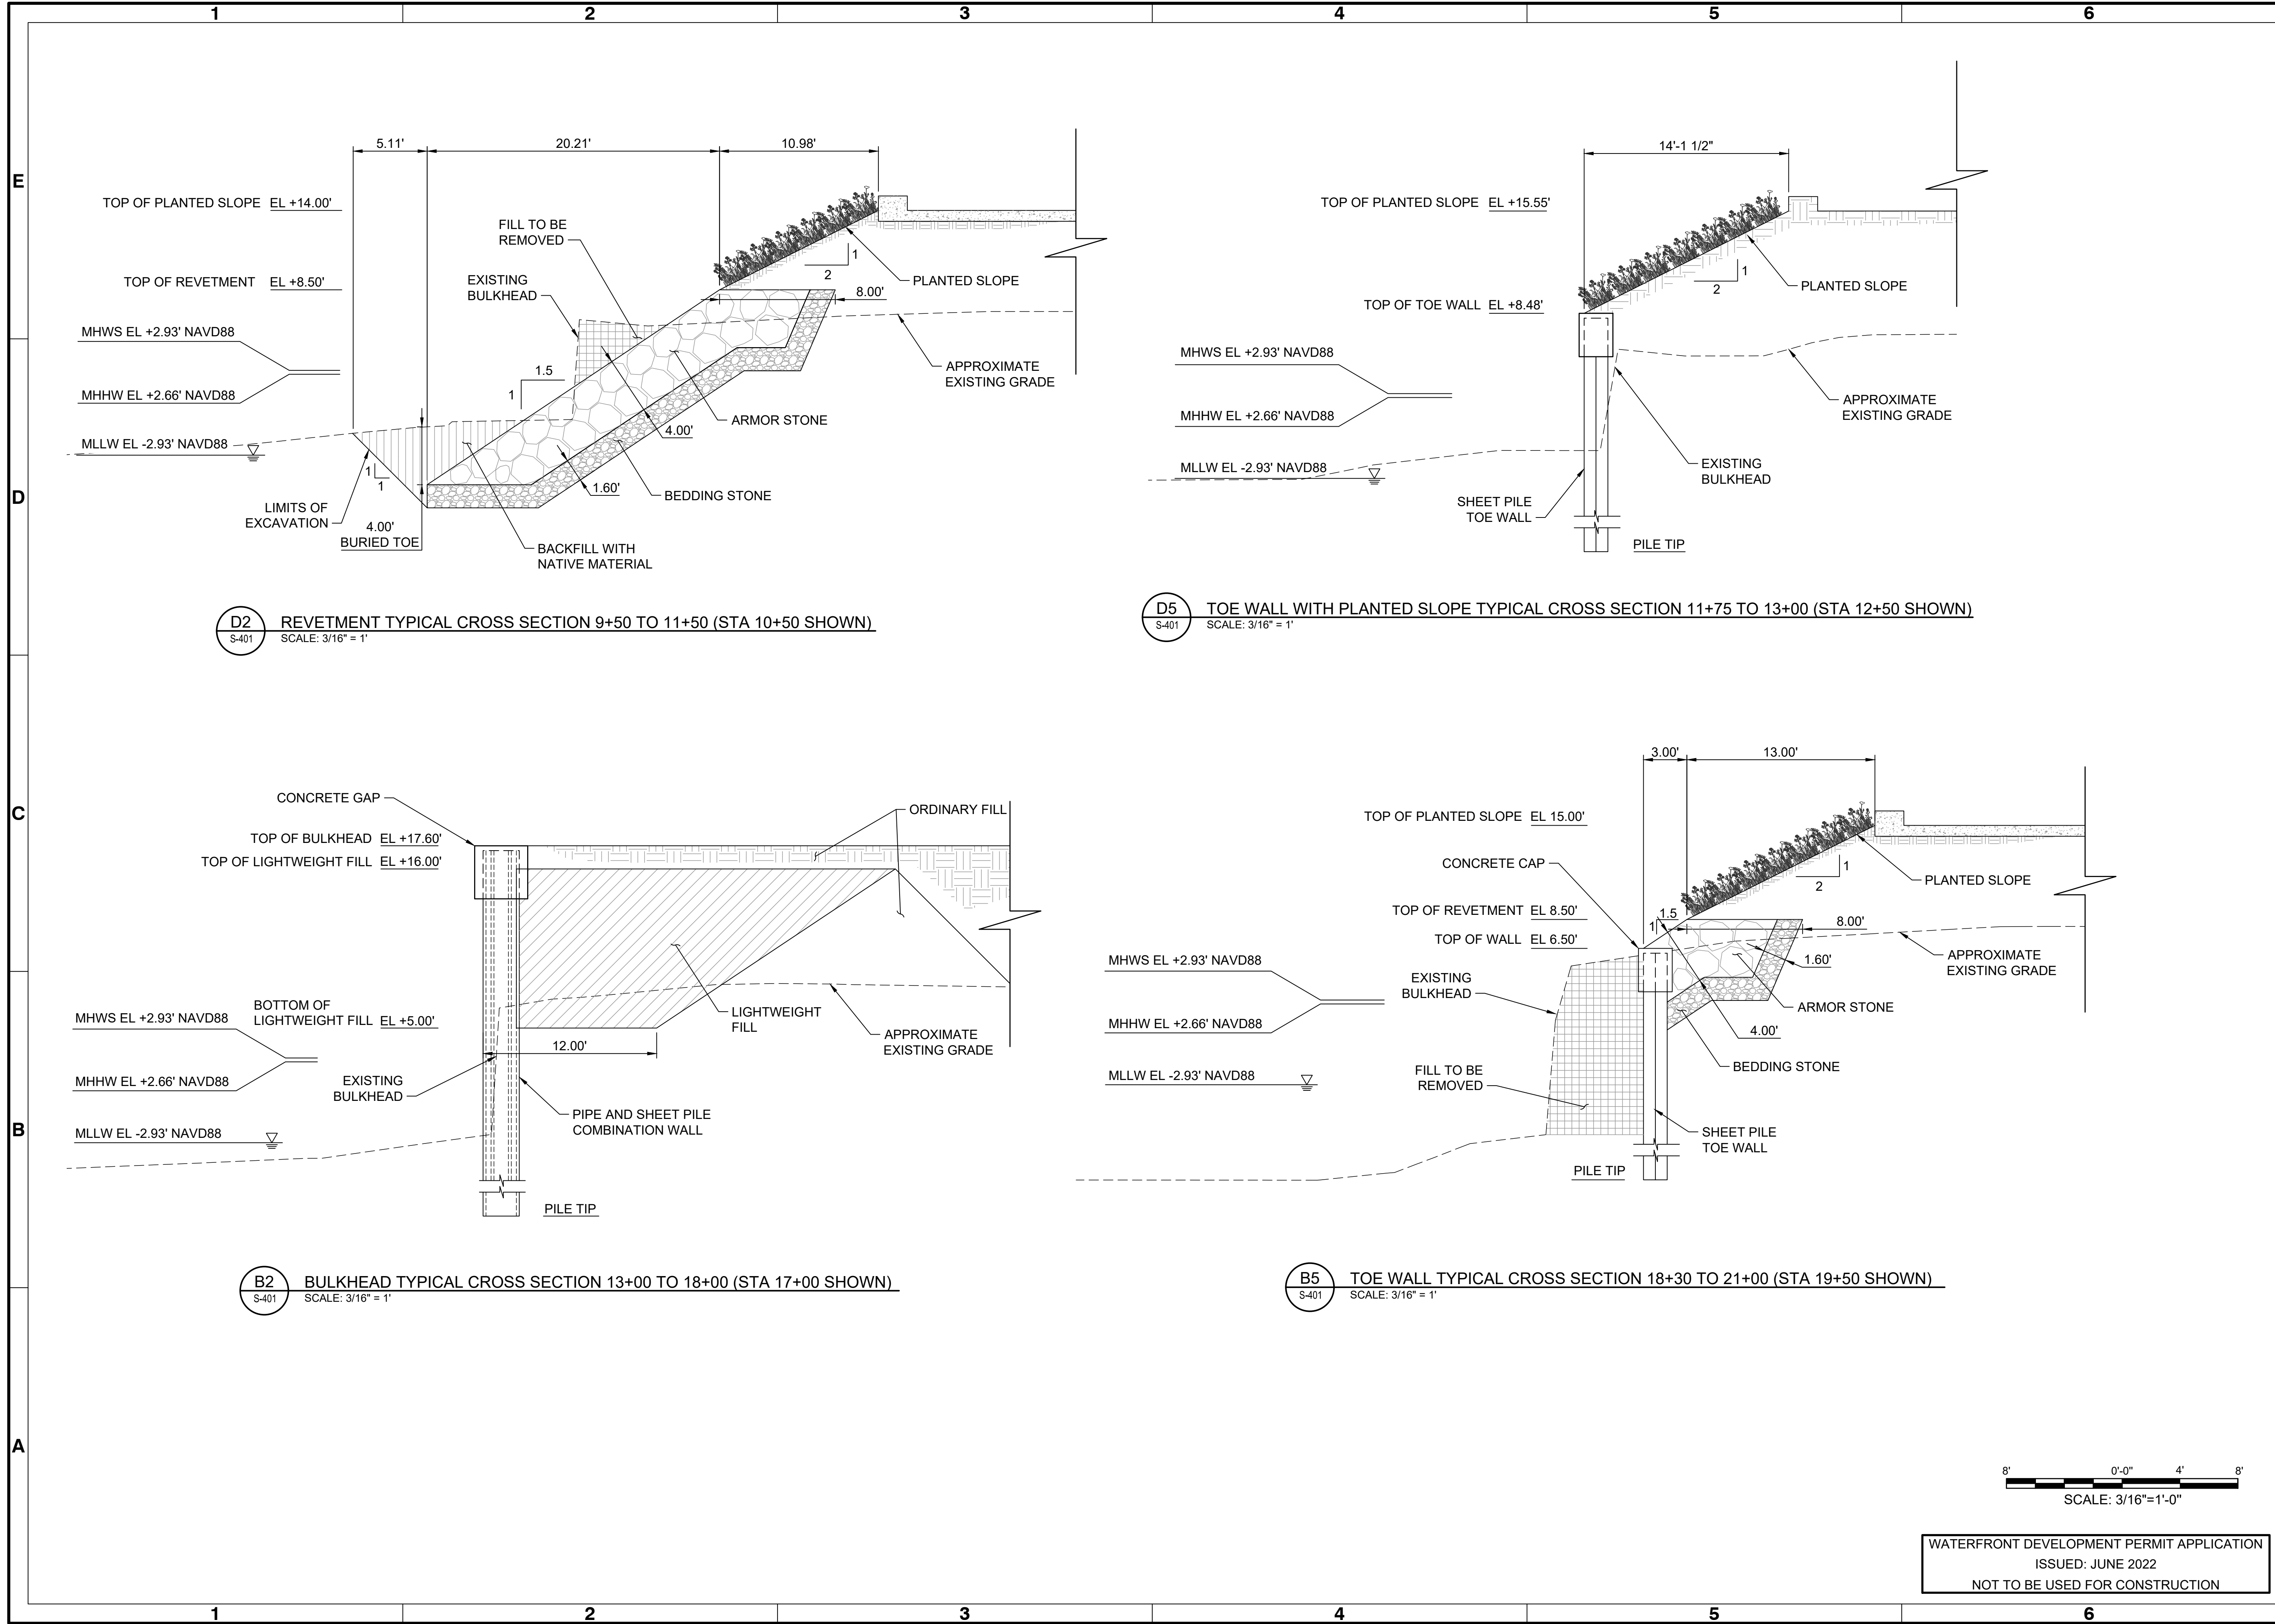 1 2 3 4 5 6
E
D
C
B
A
5.11'
20.21'
10.98'
TOP OF PLANTED SLOPE EL +14.00'
FILL TO BE
REMOVED
EXISTING
BULKHEAD
TOP OF REVETMENT EL +8.50'
1
2
PLANTED SLOPE
8.00'
MHWS EL +2.93' NAVD88
MHHW EL +2.66' NAVD88
MLLW EL -2.93' NAVD88
1.5
1
APPROXIMATE
EXISTING GRADE
ARMOR STONE
4.00'
1
1
1.60'
BEDDING STONE
LIMITS OF
EXCAVATION
4.00'
BURIED TOE
BACKFILL WITH
NATIVE MATERIAL
D2
S-401
REVETMENT TYPICAL CROSS SECTION 9+50 TO 11+50 (STA 10+50 SHOWN)
SCALE: 3/16" = 1'
14'-1 1/2"
TOP OF PLANTED SLOPE EL +15.55'
1
2
PLANTED SLOPE
TOP OF TOE WALL EL +8.48'
MHWS EL +2.93' NAVD88
MHHW EL +2.66' NAVD88
MLLW EL -2.93' NAVD88
APPROXIMATE
EXISTING GRADE
EXISTING
BULKHEAD
SHEET PILE
TOE WALL
PILE TIP
D5
S-401
TOE WALL WITH PLANTED SLOPE TYPICAL CROSS SECTION 11+75 TO 13+00 (STA 12+50 SHOWN)
SCALE: 3/16" = 1'
CONCRETE GAP
ORDINARY FILL
TOP OF BULKHEAD EL +17.60'
TOP OF LIGHTWEIGHT FILL EL +16.00'
BOTTOM OF
LIGHTWEIGHT FILL EL +5.00'
MHWS EL +2.93' NAVD88
MHHW EL +2.66' NAVD88
MLLW EL -2.93' NAVD88
LIGHTWEIGHT
FILL
APPROXIMATE
EXISTING GRADE
12.00'
EXISTING
BULKHEAD
PIPE AND SHEET PILE
COMBINATION WALL
PILE TIP
B2
S-401
BULKHEAD TYPICAL CROSS SECTION 13+00 TO 18+00 (STA 17+00 SHOWN)
SCALE: 3/16" = 1'
3.00'
13.00'
TOP OF PLANTED SLOPE EL 15.00'
CONCRETE CAP
1
2
PLANTED SLOPE
TOP OF REVETMENT EL 8.50'
1.5
1
8.00'
TOP OF WALL EL 6.50'
MHWS EL +2.93' NAVD88
MHHW EL +2.66' NAVD88
MLLW EL -2.93' NAVD88
EXISTING
BULKHEAD
1.60'
APPROXIMATE
EXISTING GRADE
ARMOR STONE
4.00'
BEDDING STONE
FILL TO BE
REMOVED
SHEET PILE
TOE WALL
PILE TIP
B5
S-401
TOE WALL TYPICAL CROSS SECTION 18+30 TO 21+00 (STA 19+50 SHOWN)
SCALE: 3/16" = 1'
8' 0'-0" 4' 8'
SCALE: 3/16"=1'-0"
WATERFRONT DEVELOPMENT PERMIT APPLICATION
ISSUED: JUNE 2022
NOT TO BE USED FOR CONSTRUCTION
1 2 3 4 5 6